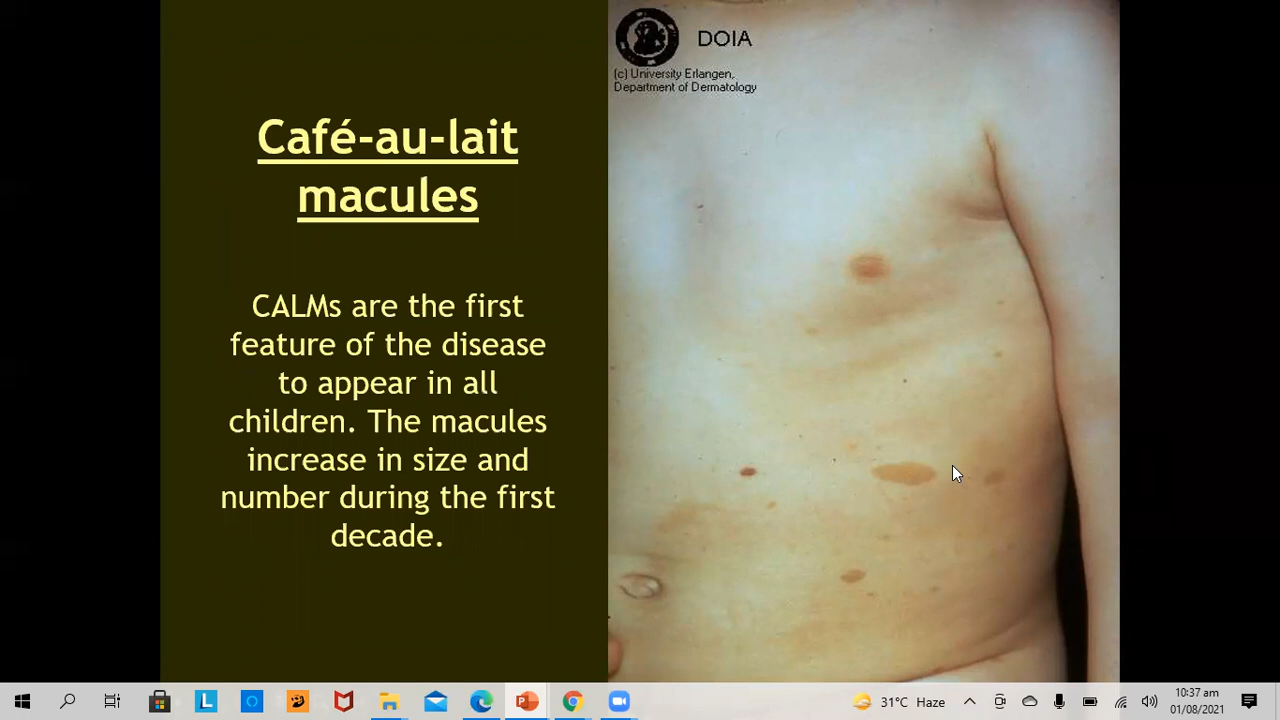 Café-au-lait
macules
CALMs are the first
feature of the disease
to appear in all
children. The macules
increase in size and
number during the first
decade.
DOIA
(c) University Erlangen,
Department of Dermatology
L
31°C Haze
10:37 am
01/08/2021